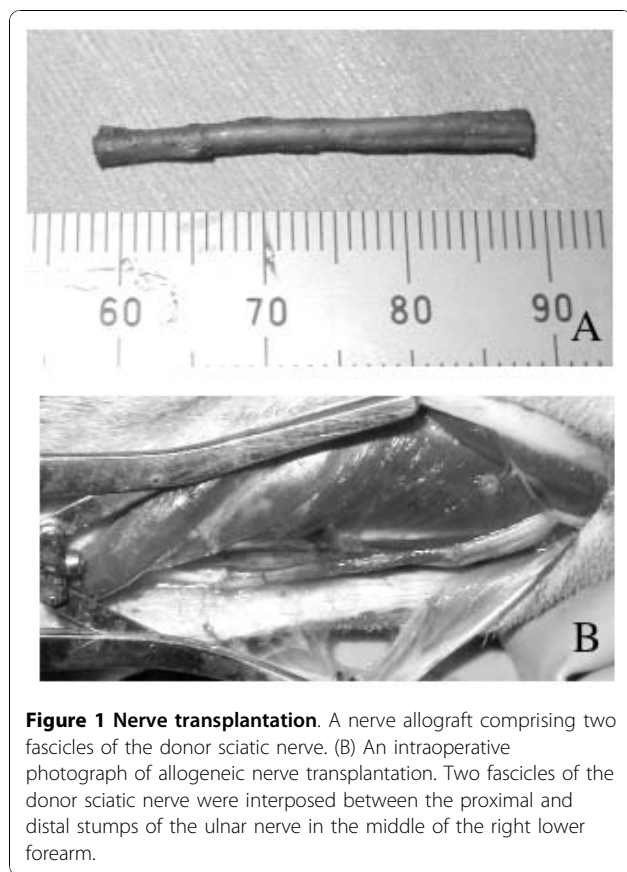 60 70 80 90 A
B
Figure 1 Nerve transplantation. A nerve allograft comprising two
fascicles of the donor sciatic nerve. (B) An intraoperative
photograph of allogeneic nerve transplantation. Two fascicles of the
donor sciatic nerve were interposed between the proximal and
distal stumps of the ulnar nerve in the middle of the right lower
forearm.